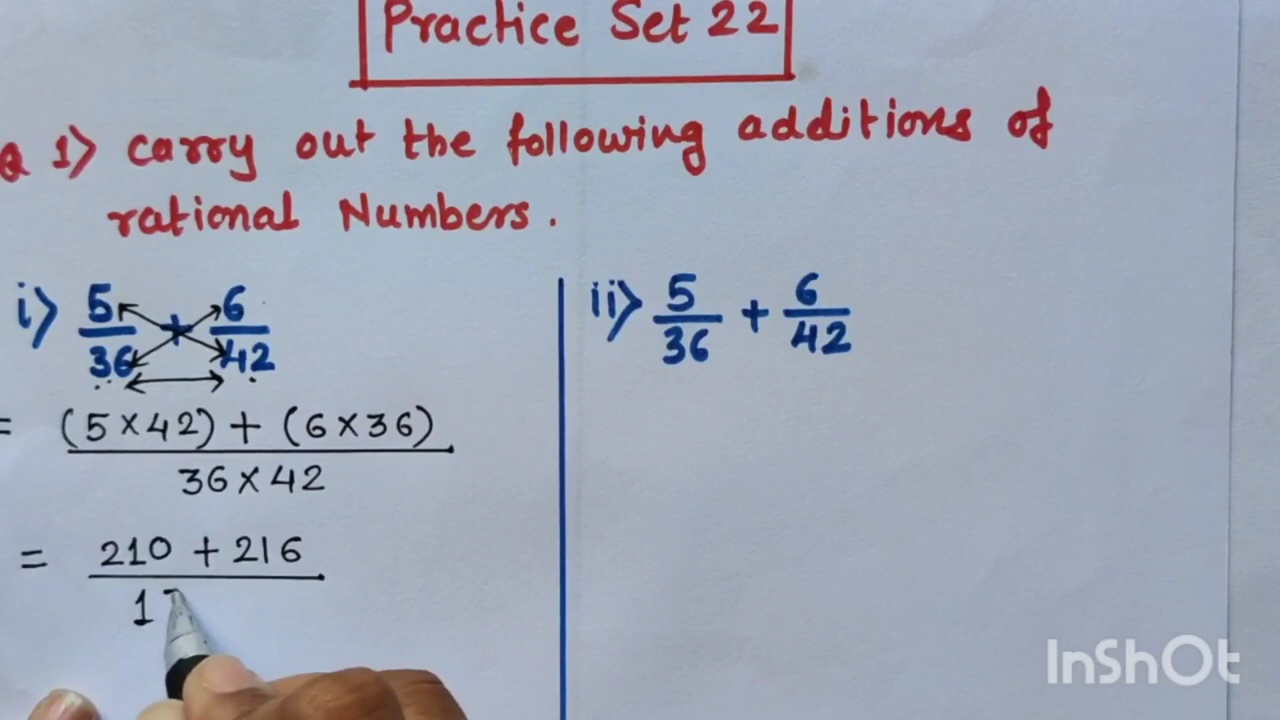 Practice Set 22
Q 1) carry out the following additions of
rational Numbers.
i) 5/36 + 6/42
= (5×42) + (6×36) / 36×42
= 210 + 216 / 1
ii) 5/36 + 6/42
InShOt